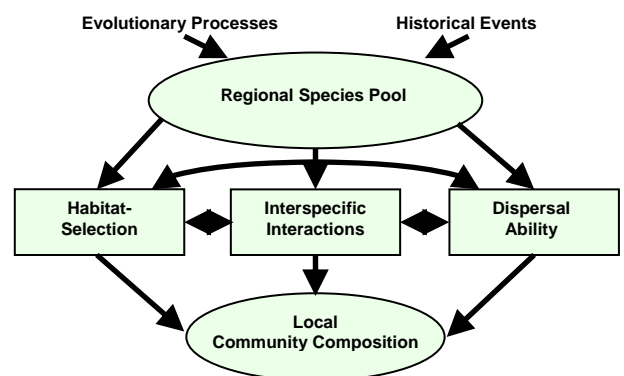 Evolutionary Processes
Historical Events
Regional Species Pool
Habitat-
Selection
Interspecific
Interactions
Dispersal
Ability
Local
Community Composition